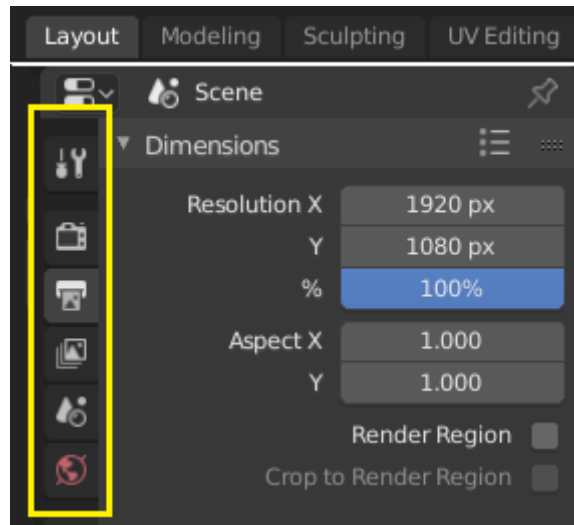 Layout Modeling Sculpting UV Editing
Scene
Dimensions
Resolution X 1920 px
Y 1080 px
% 100%
Aspect X 1.000
Y 1.000
Render Region
Crop to Render Region